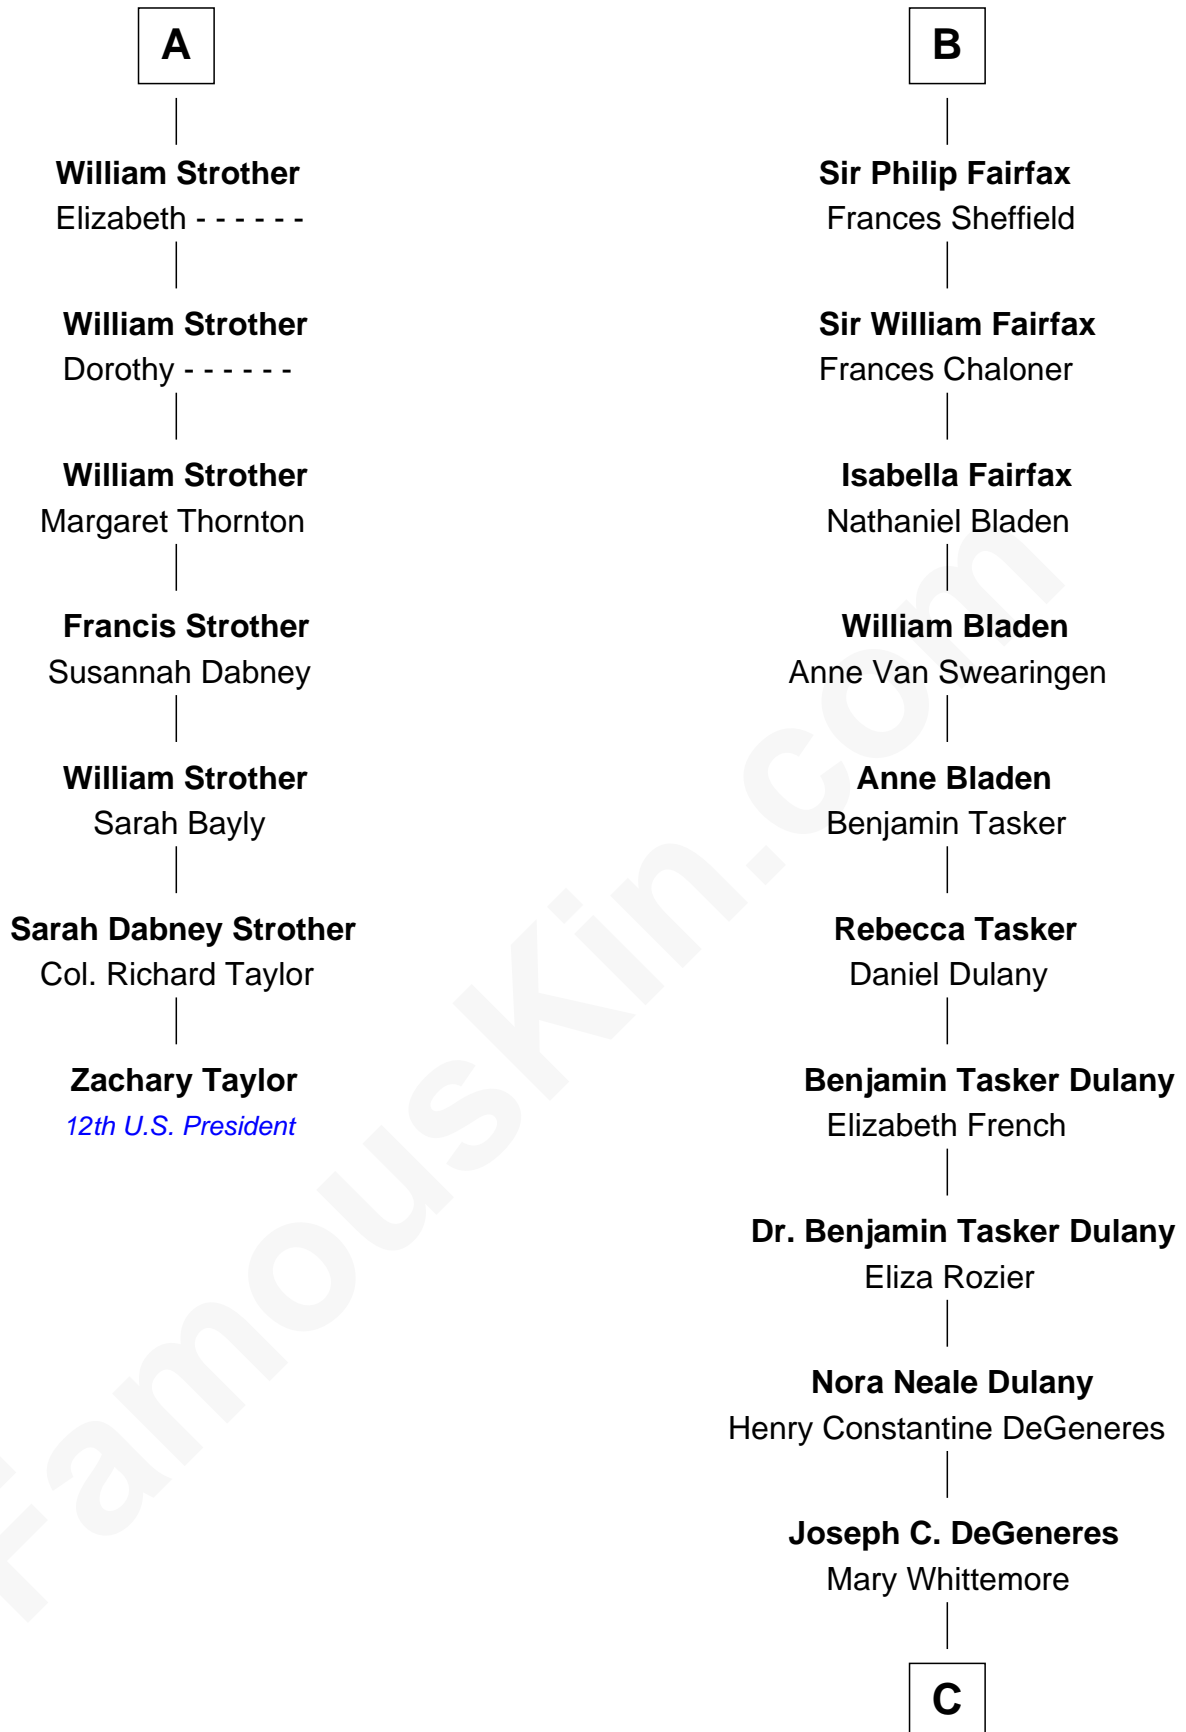 A
William Strother
Elizabeth - - - - - -
William Strother
Dorothy - - - - - -
William Strother
Margaret Thornton
Francis Strother
Susannah Dabney
William Strother
Sarah Bayly
Sarah Dabney Strother
Col. Richard Taylor
Zachary Taylor
12th U.S. President
B
Sir Philip Fairfax
Frances Sheffield
Sir William Fairfax
Frances Chaloner
Isabella Fairfax
Nathaniel Bladen
William Bladen
Anne Van Swearingen
Anne Bladen
Benjamin Tasker
Rebecca Tasker
Daniel Dulany
Benjamin Tasker Dulany
Elizabeth French
Dr. Benjamin Tasker Dulany
Eliza Rozier
Nora Neale Dulany
Henry Constantine DeGeneres
Joseph C. DeGeneres
Mary Whittemore
C
FamousKin.com